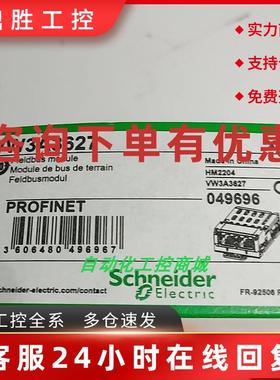 胜工控
实力商
支持
免费
VW3A3627
咨询下单有优惠
Fieldbus module
Module de bus de terrain
Feldbusmodul
Made in China
HM2204
VW3A3627
PROFINET
049696
3 606480 496967
自动化工控商城
schneider-electric.com/contact
Schneider
Electric
FR-92506
工控全系 多仓速发
客服24小时在线回复